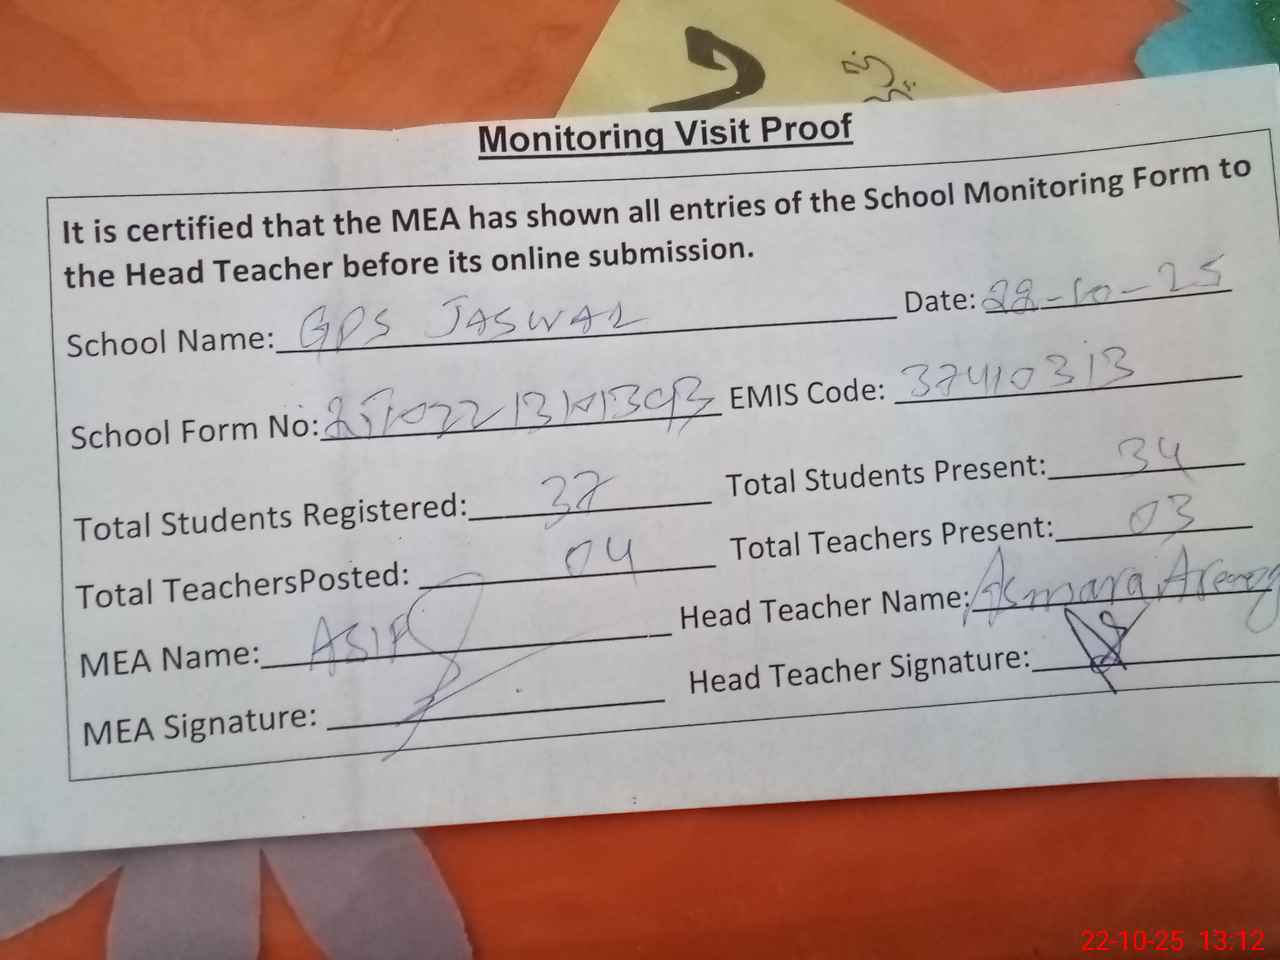 Monitoring Visit Proof
It is certified that the MEA has shown all entries of the School Monitoring Form to
the Head Teacher before its online submission.
School Name: GPS JASWAL Date: 22-10-25
School Form No: EMIS Code: 37410313
Total Students Registered: 37 Total Students Present: 34
Total TeachersPosted: 04 Total Teachers Present: 03
MEA Name: ASIF Head Teacher Name: Asmara
MEA Signature: Head Teacher Signature:
22-10-25 13:12